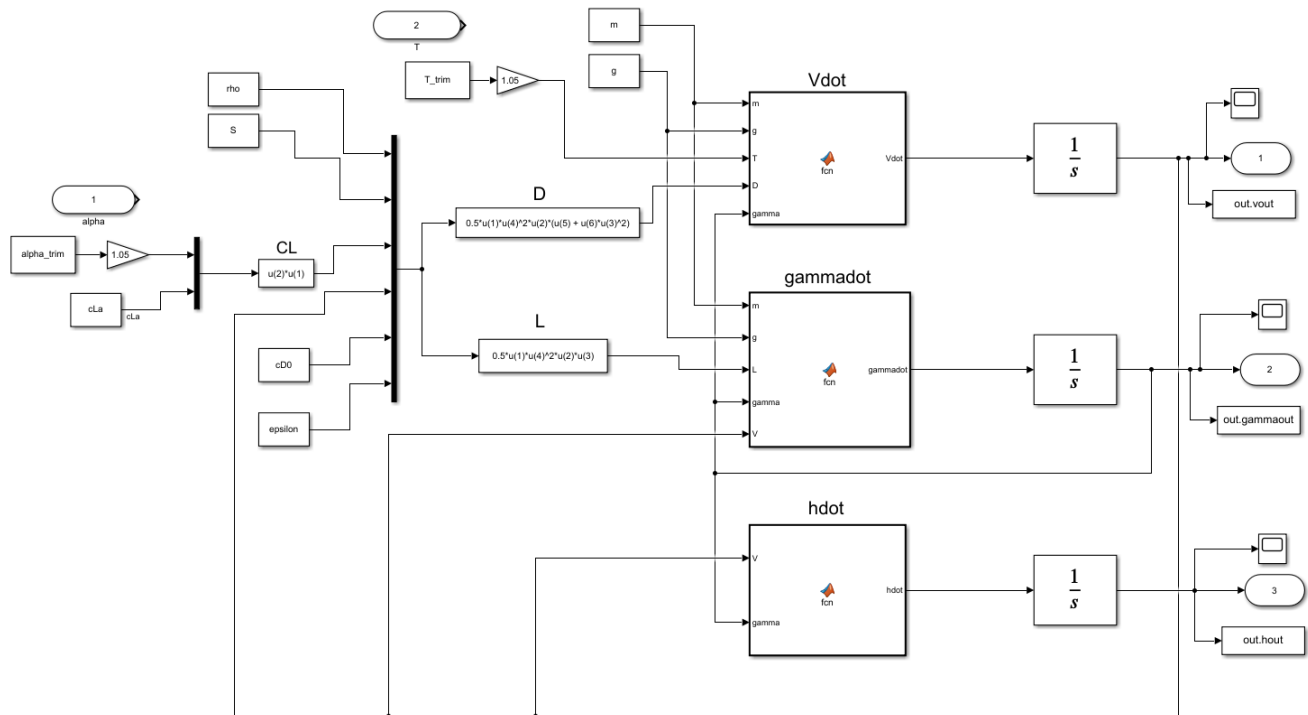 2
T
m
g
T_trim
1.05
rho
S
1
alpha
alpha_trim
1.05
cLa
cLa
CL
u(2)*u(1)
cD0
epsilon
D
0.5*u(1)*u(4)^2*u(2)*(u(5) + u(6)*u(3)^2)
L
0.5*u(1)*u(4)^2*u(2)*u(3)
Vdot
m
g
T
D
gamma
fcn
Vdot
1
s
1
out.vout
gammadot
m
g
L
gamma
V
fcn
gammadot
1
s
2
out.gammaout
hdot
V
gamma
fcn
hdot
1
s
3
out.hout